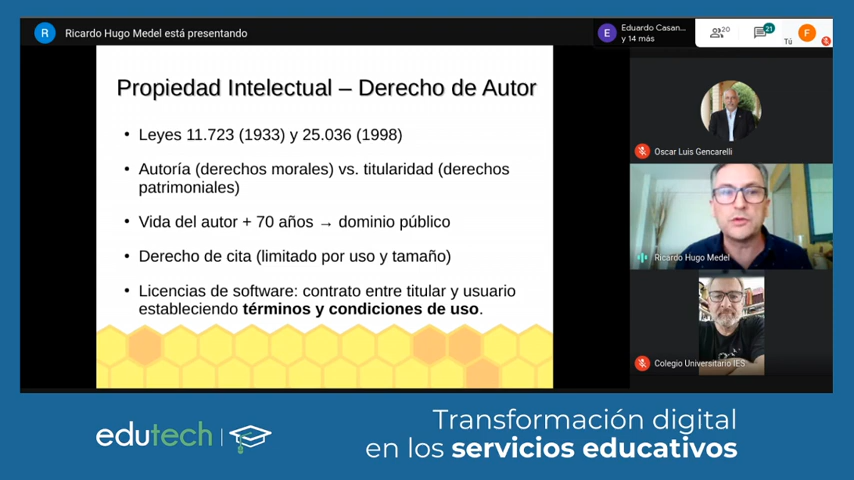 R Ricardo Hugo Medel está presentando
E Eduardo Casan...
y 14 más
20
21
Tú
F
Propiedad Intelectual – Derecho de Autor
• Leyes 11.723 (1933) y 25.036 (1998)
• Autoría (derechos morales) vs. titularidad (derechos
patrimoniales)
• Vida del autor + 70 años → dominio público
• Derecho de cita (limitado por uso y tamaño)
• Licencias de software: contrato entre titular y usuario
estableciendo términos y condiciones de uso.
Oscar Luis Gencarelli
Ricardo Hugo Medel
Colegio Universitario IES
edutech
Transformación digital
en los servicios educativos